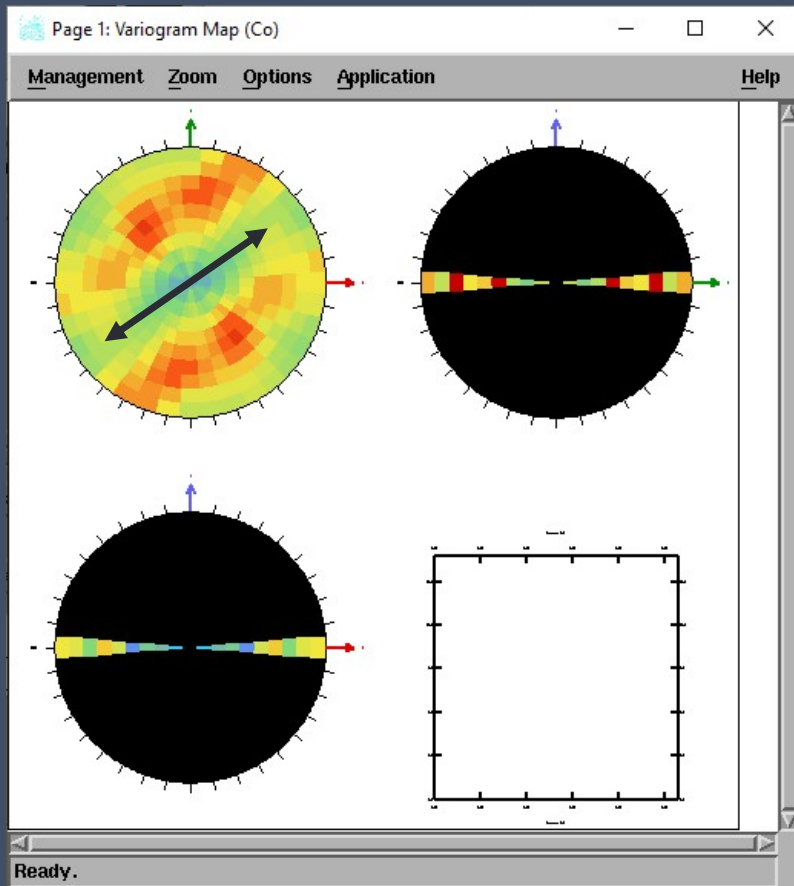 Page 1: Variogram Map (Co)
Management Zoom Options Application Help
Ready.